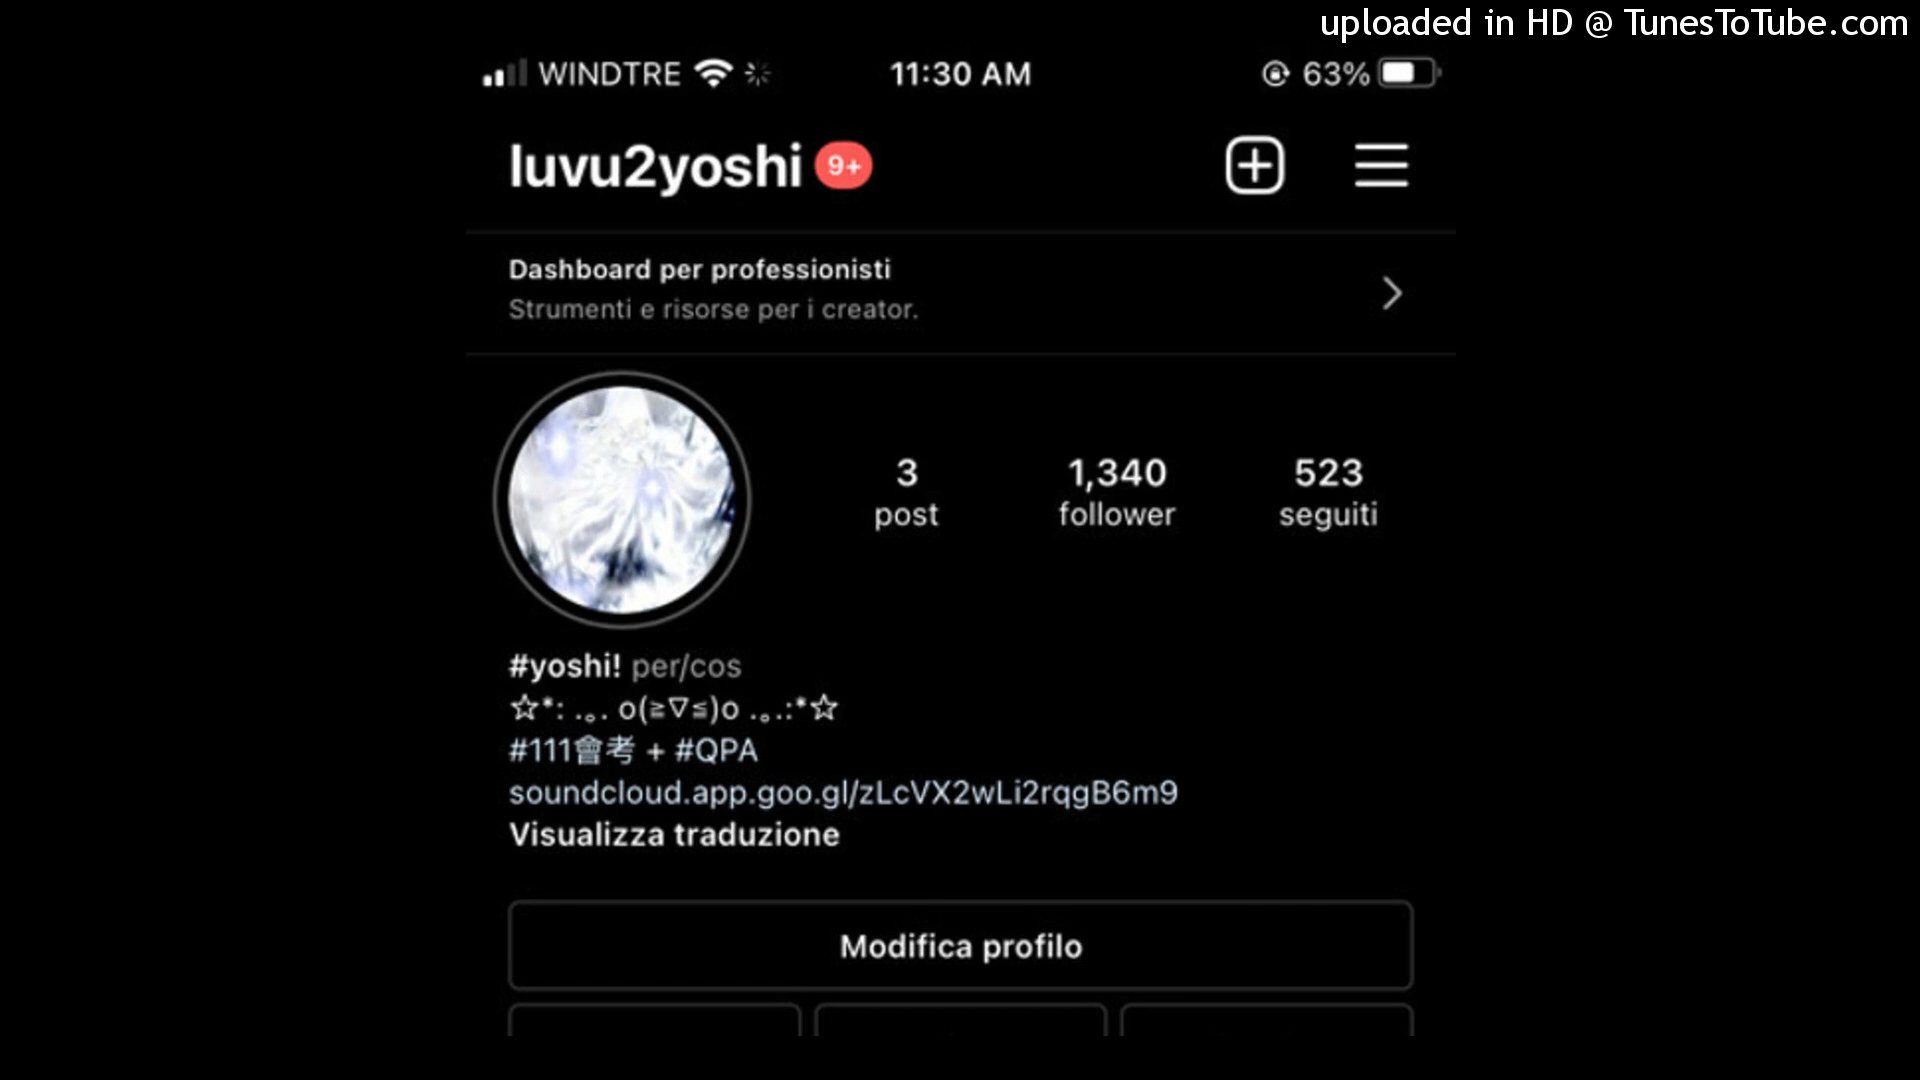 uploaded in HD @ TunesToTube.com
WINDTRE 11:30 AM 63%
luvu2yoshi 9+
Dashboard per professionisti
Strumenti e risorse per i creator.
3 1,340 523
post follower seguiti
#yoshi! per/cos
☆*: .｡. o(≧▽≦)o .｡.:*☆
#111會考 + #QPA
soundcloud.app.goo.gl/zLcVX2wLi2rqgB6m9
Visualizza traduzione
Modifica profilo